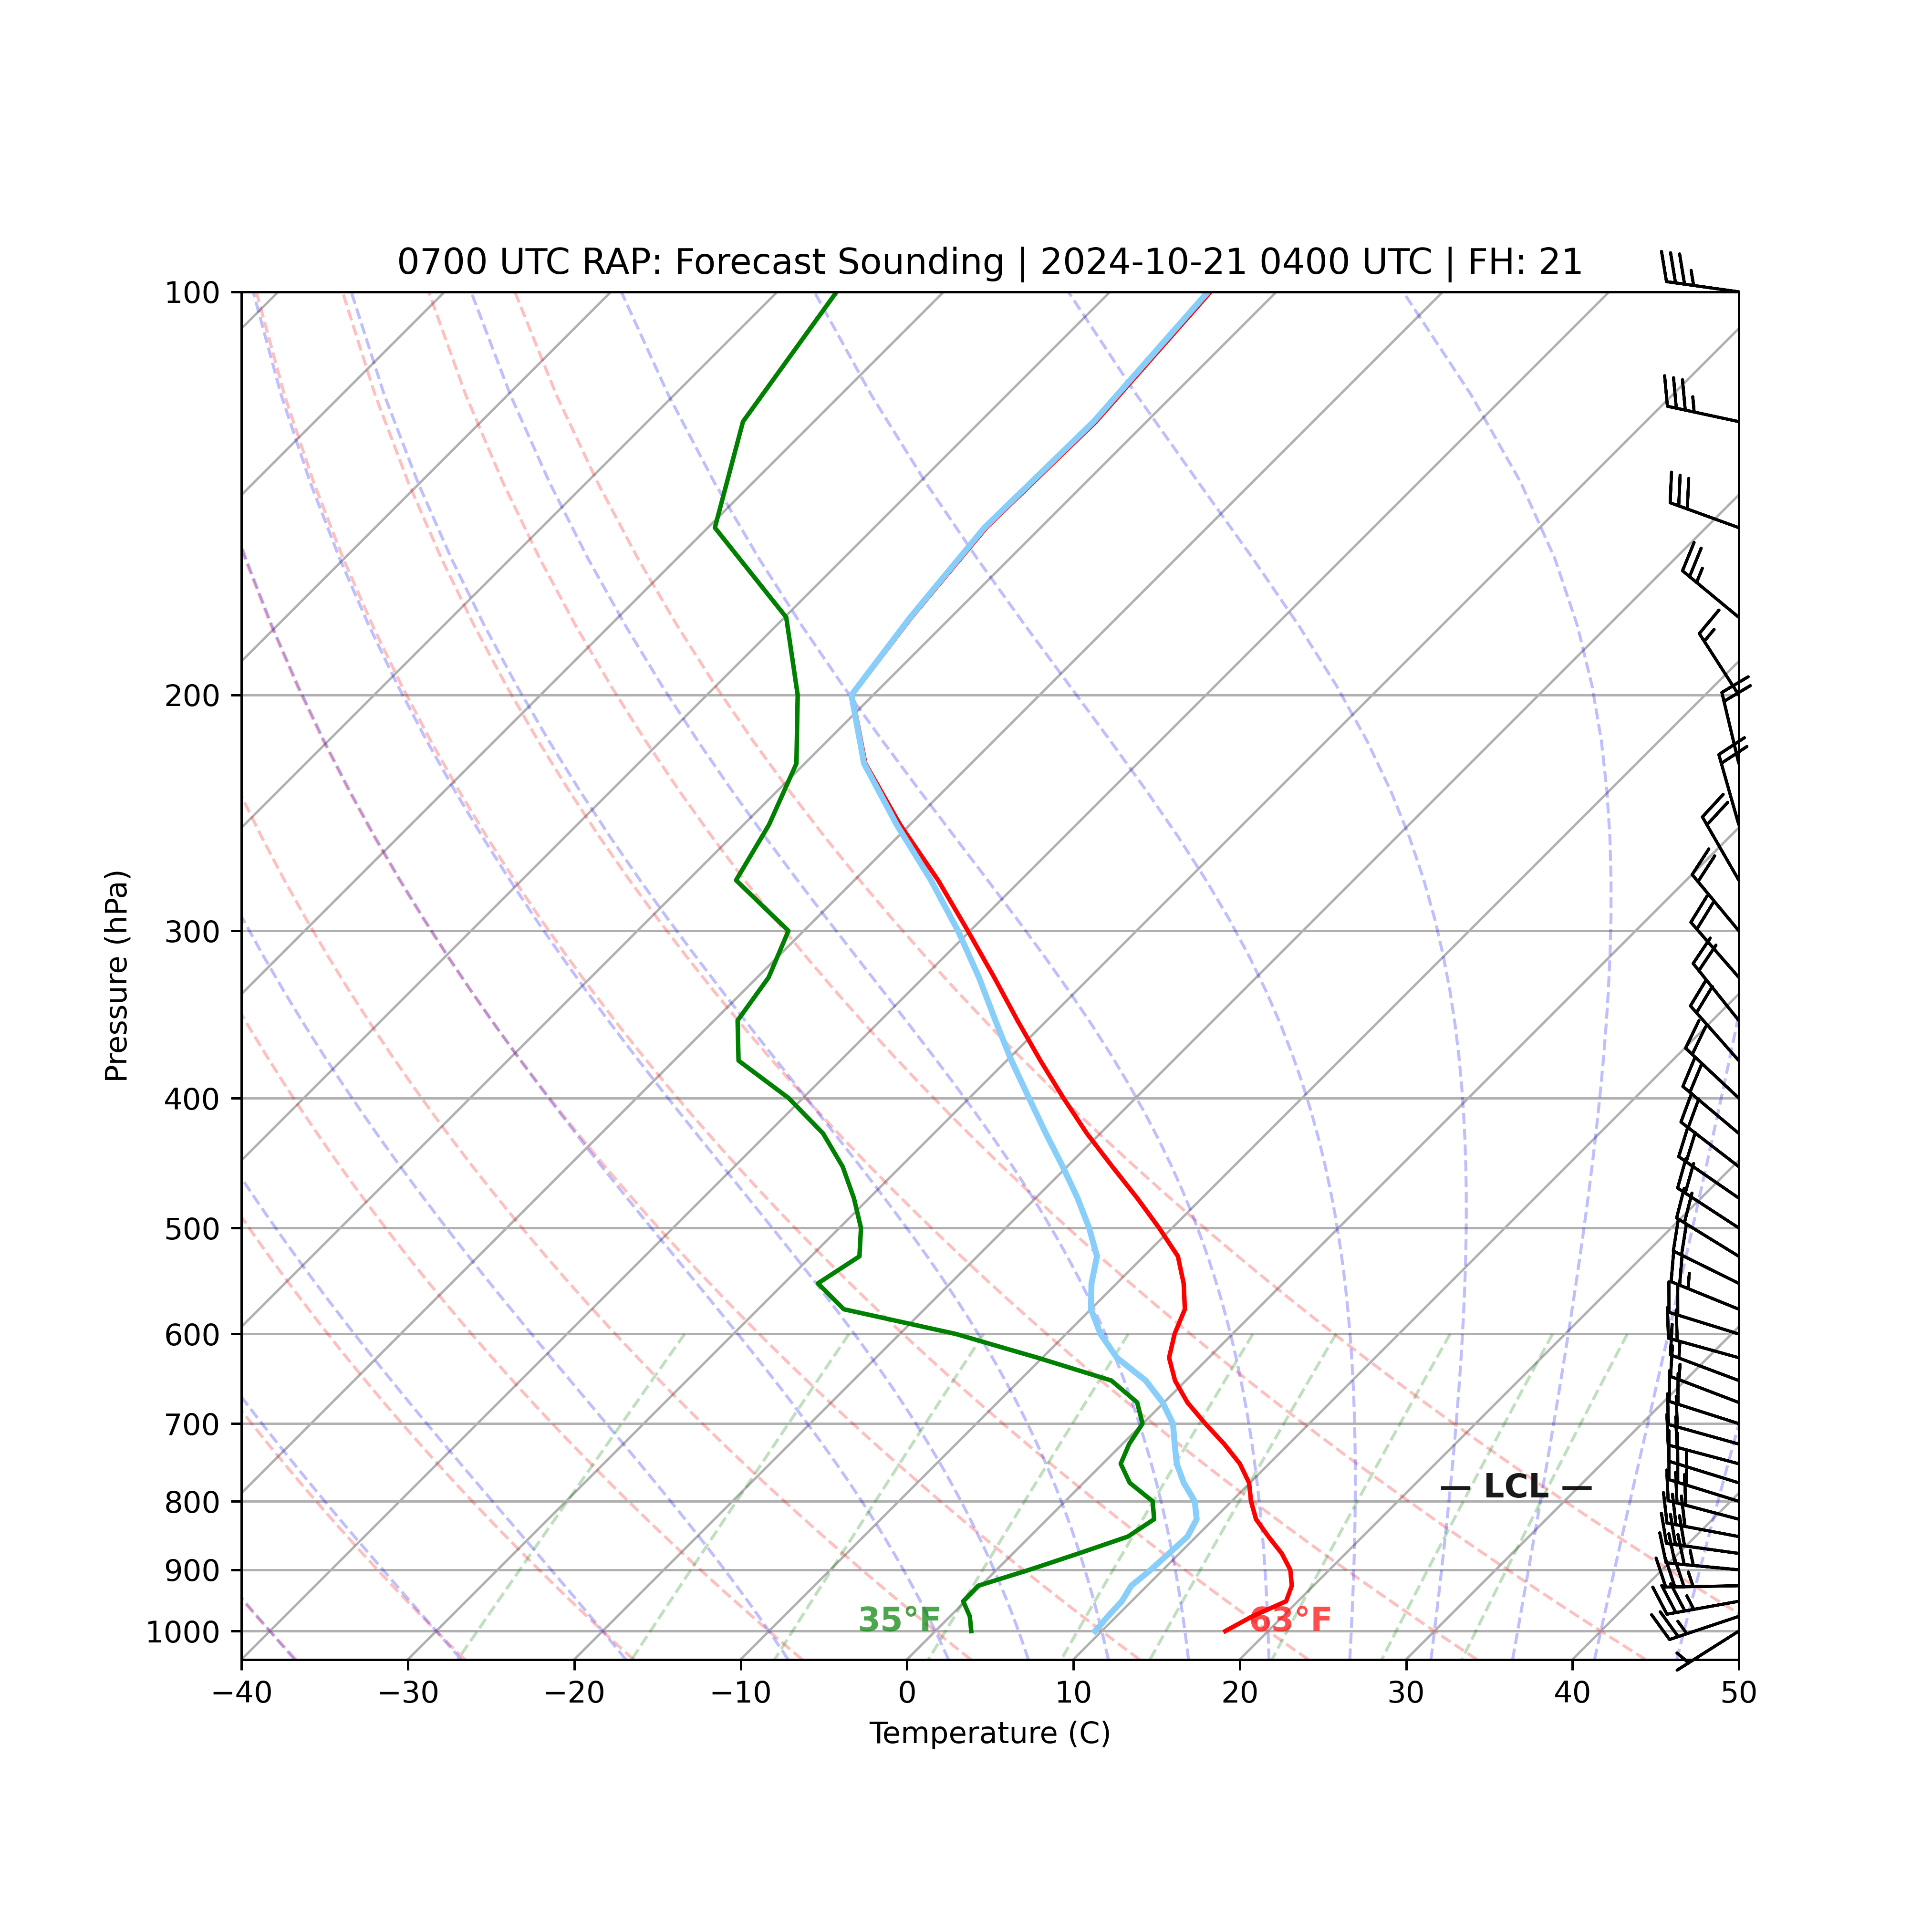 0700 UTC RAP: Forecast Sounding | 2024-10-21 0400 UTC | FH: 21
100
200
300
400
500
600
700
800
900
1000
Pressure (hPa)
— LCL —
35°F
63°F
−40 −30 −20 −10 0 10 20 30 40 50
Temperature (C)